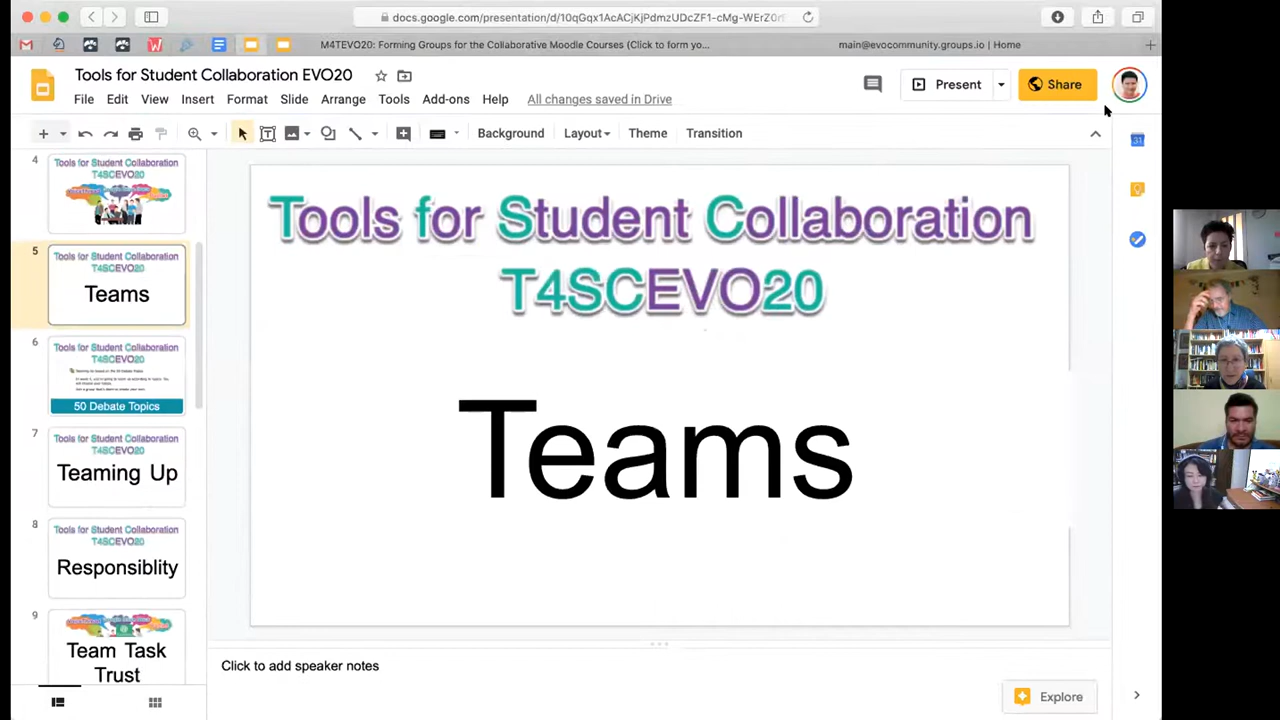 docs.google.com/presentation/d/10qGqx1AcACjKjPdmzUDcZF1-cMg-WErZ0r
M4TEVO20: Forming Groups for the Collaborative Moodle Courses (Click to form yo...
main@evocommunity.groups.io | Home
Tools for Student Collaboration EVO20
File Edit View Insert Format Slide Arrange Tools Add-ons Help All changes saved in Drive
Present
Share
Background Layout Theme Transition
31
4
Tools for Student Collaboration
T4SCEVO20
5
Tools for Student Collaboration
T4SCEVO20
Teams
6
Tools for Student Collaboration
T4SCEVO20
50 Debate Topics
7
Tools for Student Collaboration
T4SCEVO20
Teaming Up
8
Tools for Student Collaboration
T4SCEVO20
Responsiblity
9
Team Task
Trust
Tools for Student Collaboration
T4SCEVO20
Teams
Click to add speaker notes
Explore